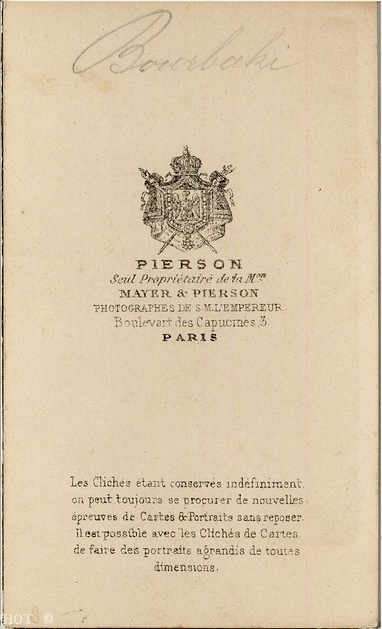 Bourbaki
PIERSON
Seul Propriétaire de la Mon
MAYER & PIERSON
PHOTOGRAPHES DE S.M. L'EMPEREUR
Boulevart des Capucines, 3.
PARIS
Les Clichés étant conservés indéfiniment,
on peut toujours se procurer de nouvelles
épreuves de Cartes & Portraits sans reposer.
il est possible avec les Clichés de Cartes
de faire des portraits agrandis de toutes
dimensions.